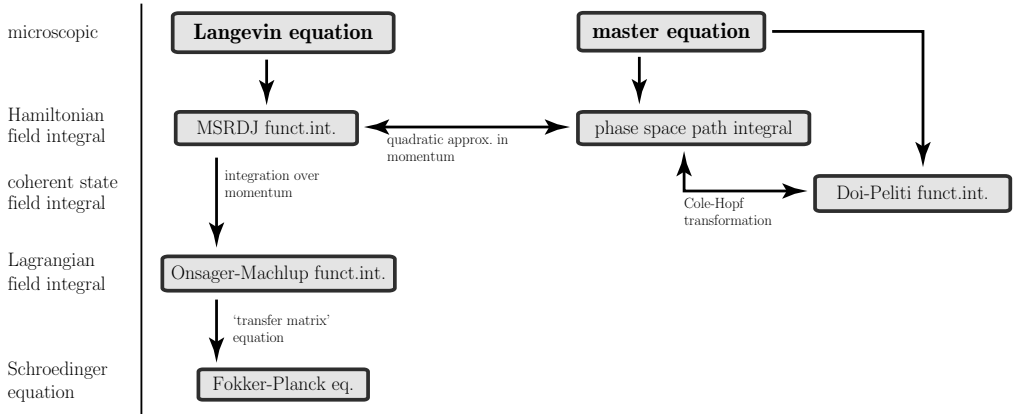 microscopic
Langevin equation
master equation
Hamiltonian
field integral
MSRDJ funct.int.
quadratic approx. in
momentum
phase space path integral
coherent state
field integral
integration over
momentum
Cole-Hopf
transformation
Doi-Peliti funct.int.
Lagrangian
field integral
Onsager-Machlup funct.int.
‘transfer matrix’
equation
Schroedinger
equation
Fokker-Planck eq.